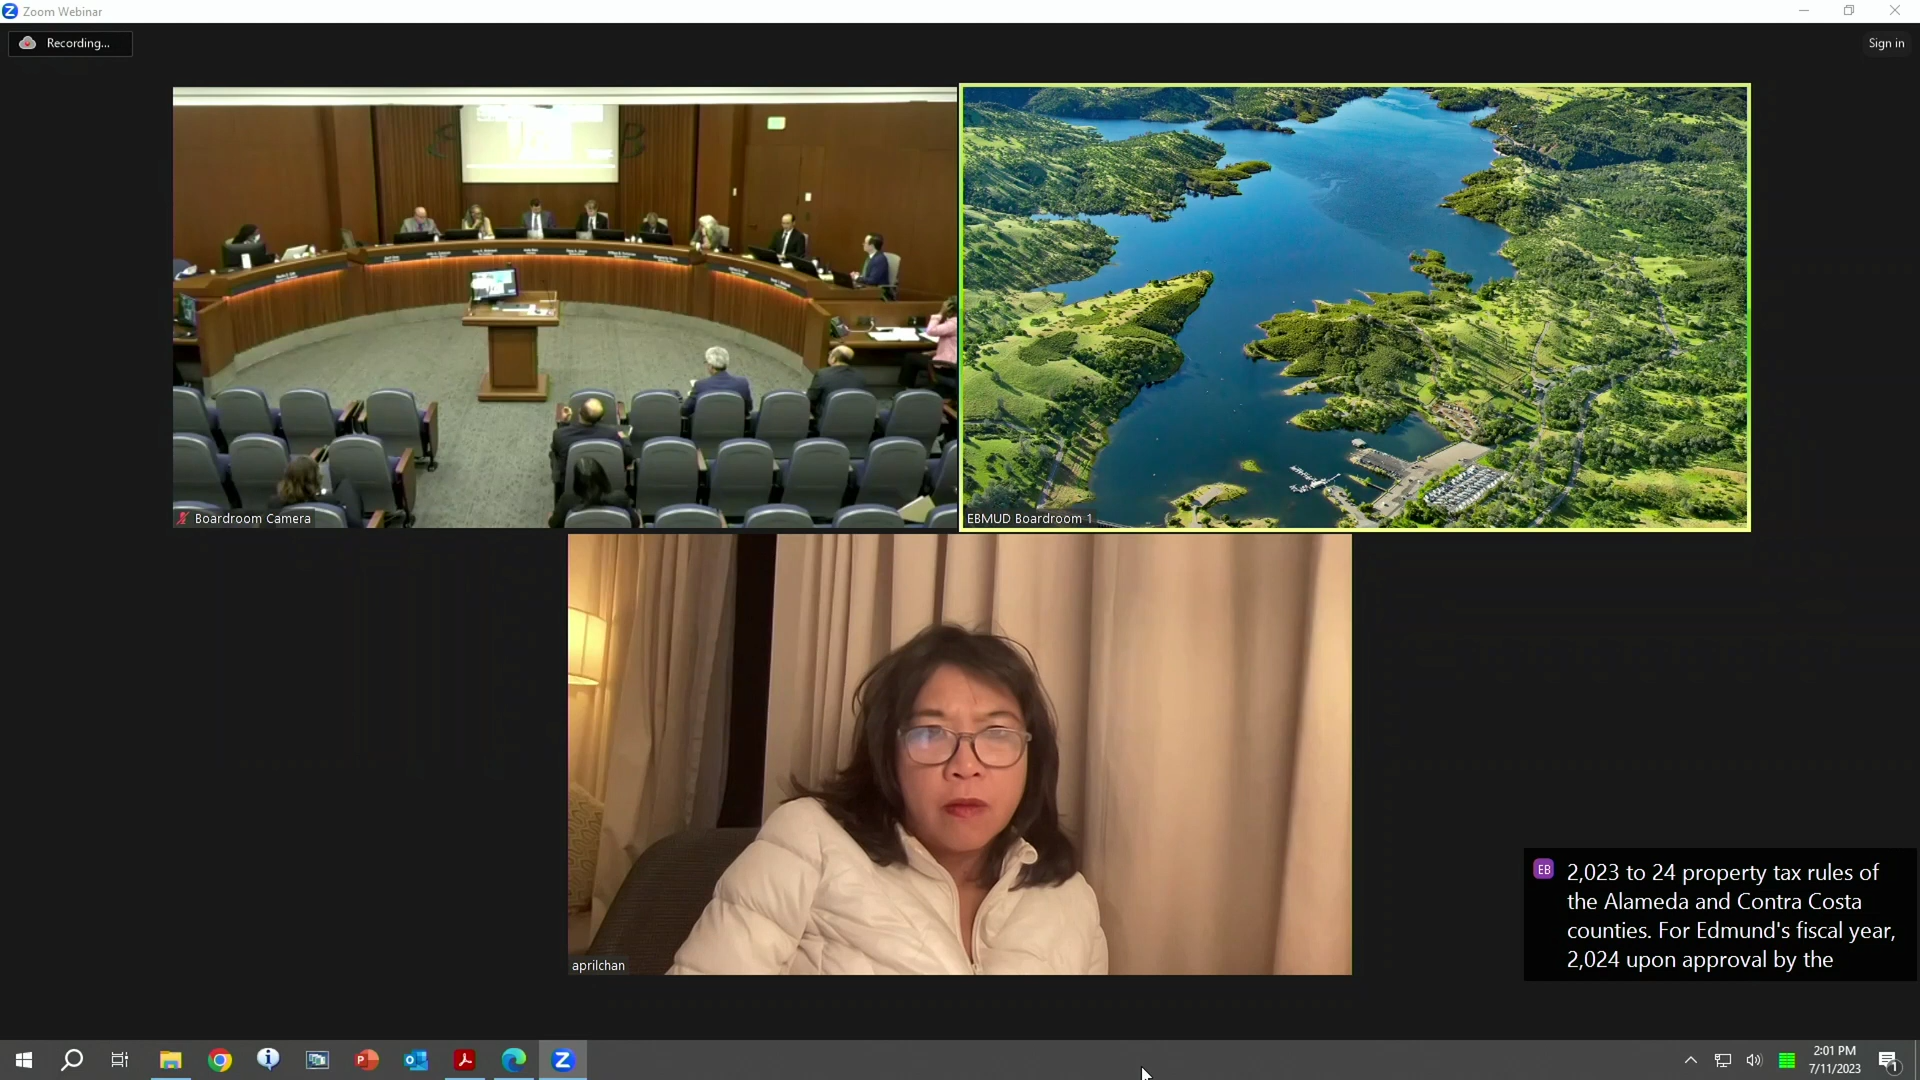 Zoom Webinar
Recording...
Sign in
Boardroom Camera
EBMUD Boardroom 1
aprilchan
EB
2,023 to 24 property tax rules of
the Alameda and Contra Costa
counties. For Edmund's fiscal year,
2,024 upon approval by the
2:01 PM
7/11/2023
1